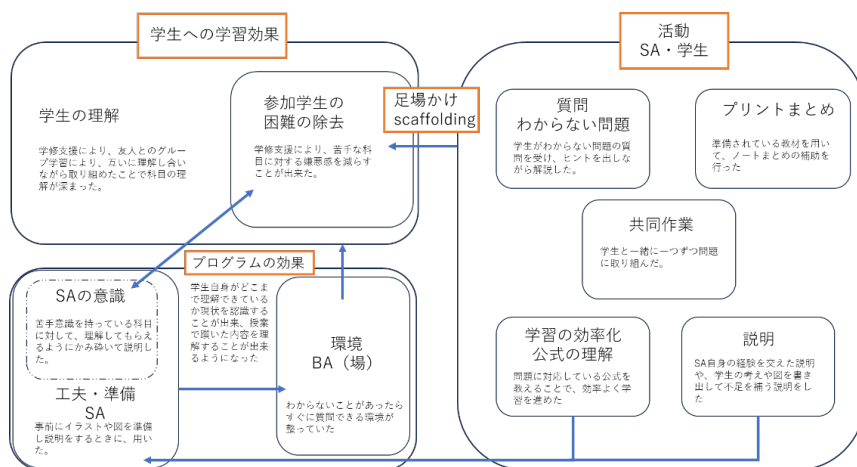 学生への学習効果
学生の理解
学修支援により、友人とのグルー
プ学習により、互いに理解し合い
ながら取り組めたことで科目の理
解が深まった。
参加学生の
困難の除去
学修支援により、苦手な科
目に対する嫌悪感を減らす
ことが出来た。
足場かけ
scaffolding
プログラムの効果
SAの意識
苦手意識を持っている科目
に対して、理解してもらえ
るようにかみ砕いて説明し
た。
工夫・準備
SA
事前にイラストや図を準備
し説明をするときに、用い
た。
学生自身がどこま
で理解できている
か現状を認識する
ことが出来、授業
で躓いた内容を理
解することが出来
るようになった
環境
BA(場)
わからないことがあったら
すぐに質問できる環境が
整っていた
活動
SA・学生
質問
わからない問題
学生がわからない問題の質
問を受け、ヒントを出しな
がら解説した。
プリントまとめ
準備されている教材を用い
て、ノートまとめの補助を
行った
共同作業
学生と一緒に一つずつ問題
に取り組んだ。
学習の効率化
公式の理解
問題に対応している公式を
教えることで、効率よく学
習を進めた
説明
SA自身の経験を交えた説明
や、学生の考えや図を書き
出して不足を補う説明をし
た